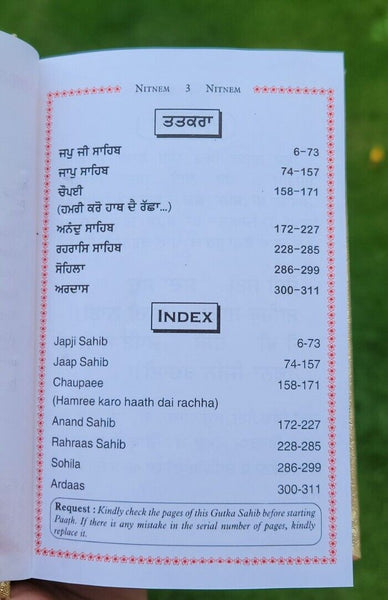 NITNEM 3 NITNEM
ਤਤਕਰਾ
ਜਪੁ ਜੀ ਸਾਹਿਬ 6-73
ਜਾਪੁ ਸਾਹਿਬ 74-157
ਚੌਪਈ 158-171
(ਹਮਰੀ ਕਰੋ ਹਾਥ ਦੈ ਰੱਛਾ...)
ਅਨੰਦੁ ਸਾਹਿਬ 172-227
ਰਹਰਾਸਿ ਸਾਹਿਬ 228-285
ਸੋਹਿਲਾ 286-299
ਅਰਦਾਸ 300-311
INDEX
Japji Sahib 6-73
Jaap Sahib 74-157
Chaupaee 158-171
(Hamree karo haath dai rachha)
Anand Sahib 172-227
Rahraas Sahib 228-285
Sohila 286-299
Ardaas 300-311
Request : Kindly check the pages of this Gutka Sahib before starting
Paath. If there is any mistake in the serial number of pages, kindly
replace it.